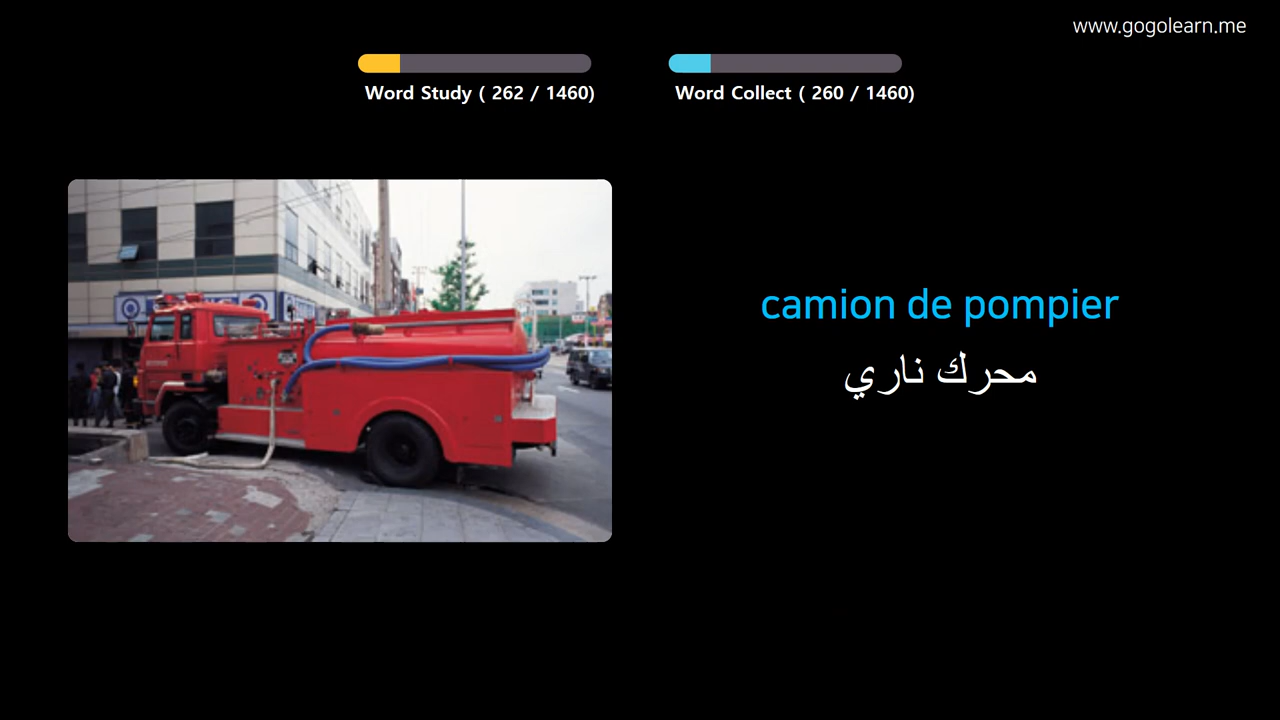 www.gogolearn.me
Word Study ( 262 / 1460)
Word Collect ( 260 / 1460)
camion de pompier
محرك ناري